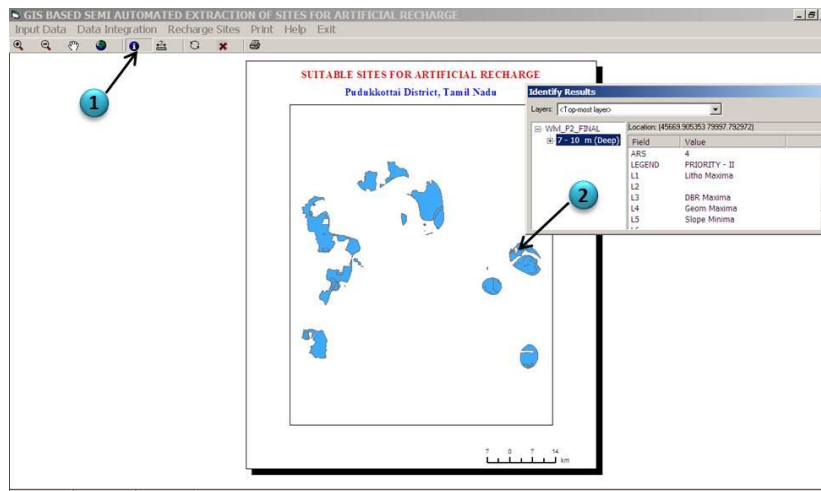 GIS BASED SEMI AUTOMATED EXTRACTION OF SITES FOR ARTIFICIAL RECHARGE
Input Data Data Integration Recharge Sites Print Help Exit
1
SUITABLE SITES FOR ARTIFICIAL RECHARGE
Pudukkottai District, Tamil Nadu
Identify Results
Layers: <Top-most layer>
Wlvl_P2_FINAL
7 - 10 m (Deep)
Location: (45669.905353 79997.792972)
Field Value
ARS 4
LEGEND PRIORITY - II
L1 Litho Maxima
L2
L3 DBR Maxima
L4 Geom Maxima
L5 Slope Minima
2
7 0 7 14
km